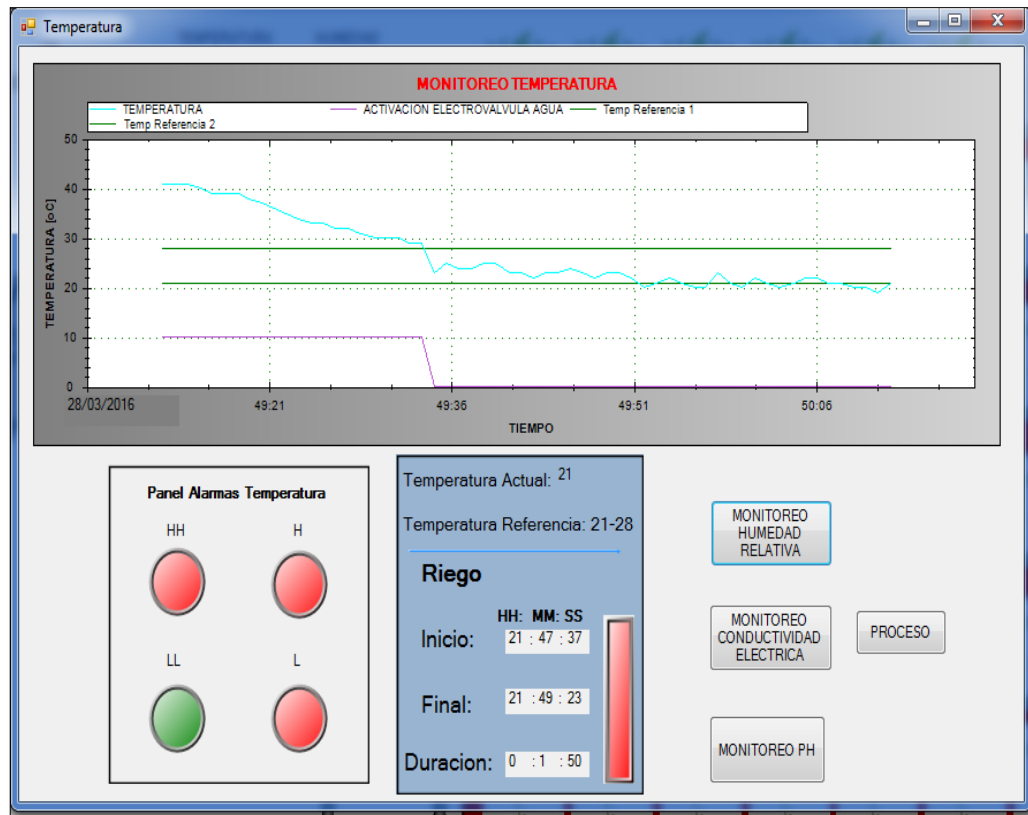 Temperatura
MONITOREO TEMPERATURA
TEMPERATURA
ACTIVACION ELECTROVALVULA AGUA
Temp Referencia 1
Temp Referencia 2
TEMPERATURA [oC]
50
40
30
20
10
0
28/03/2016
49:21
49:36
49:51
50:06
TIEMPO
Panel Alarmas Temperatura
HH
H
LL
L
Temperatura Actual: 21
Temperatura Referencia: 21-28
Riego
HH: MM: SS
Inicio: 21 : 47 : 37
Final: 21 : 49 : 23
Duracion: 0 : 1 : 50
MONITOREO
HUMEDAD
RELATIVA
MONITOREO
CONDUCTIVIDAD
ELECTRICA
PROCESO
MONITOREO PH